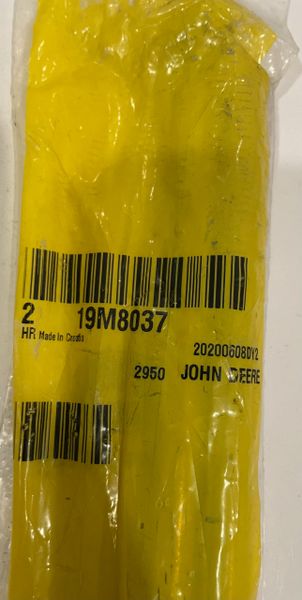 2 19M8037
HR Made in Croatia
20200608DY2
2950 JOHN DEERE